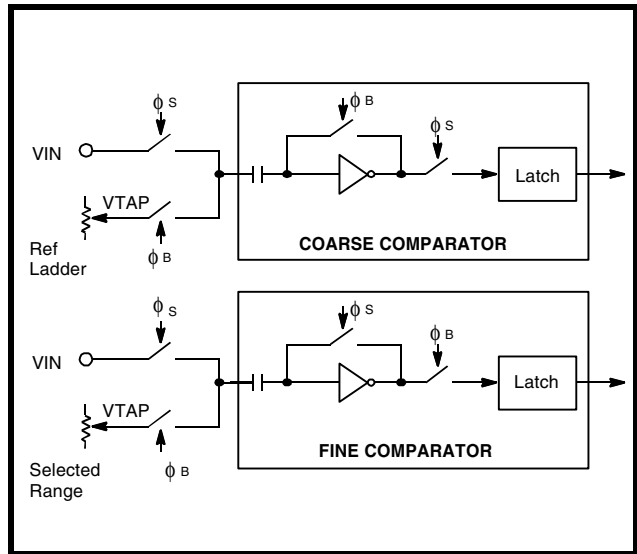 ϕ S
ϕ B
ϕ S
VIN
VTAP
Latch
Ref
Ladder
ϕ B
COARSE COMPARATOR
ϕ S
ϕ S
ϕ B
VIN
VTAP
Latch
Selected
Range
ϕ B
FINE COMPARATOR